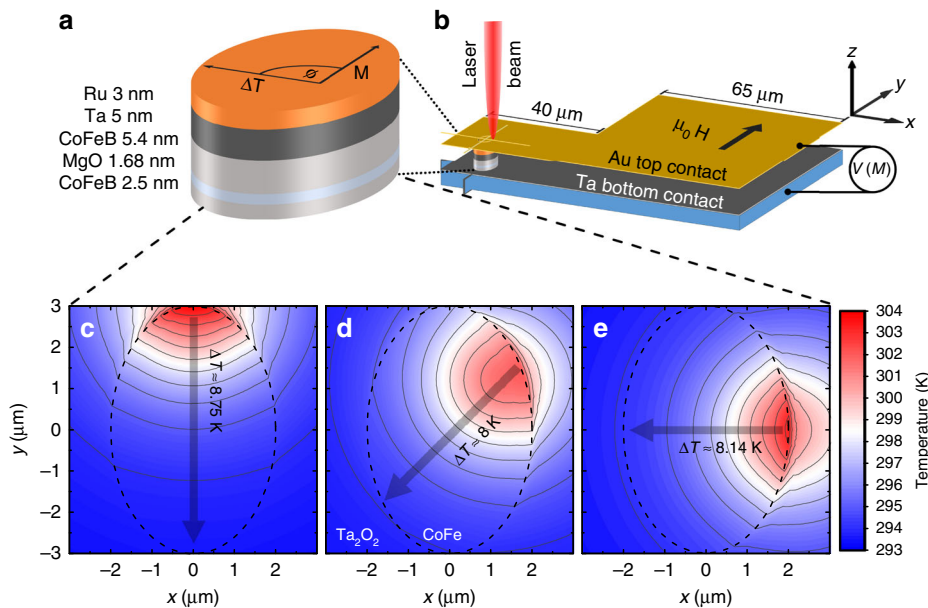 a
ΔT
ø
M
Ru 3 nm
Ta 5 nm
CoFeB 5.4 nm
MgO 1.68 nm
CoFeB 2.5 nm
b
Laser
beam
40 μm
65 μm
μ0 H
Au top contact
Ta bottom contact
V (M)
z
y
x
c
ΔT ≈ 8.75 K
d
ΔT ≈ 8 K
Ta2O2
CoFe
e
ΔT ≈ 8.14 K
3
2
1
0
−1
−2
−3
y (μm)
−2 −1 0 1 2
x (μm)
−2 −1 0 1 2
x (μm)
−2 −1 0 1 2
x (μm)
304
303
302
301
300
299
298
297
296
295
294
293
Temperature (K)